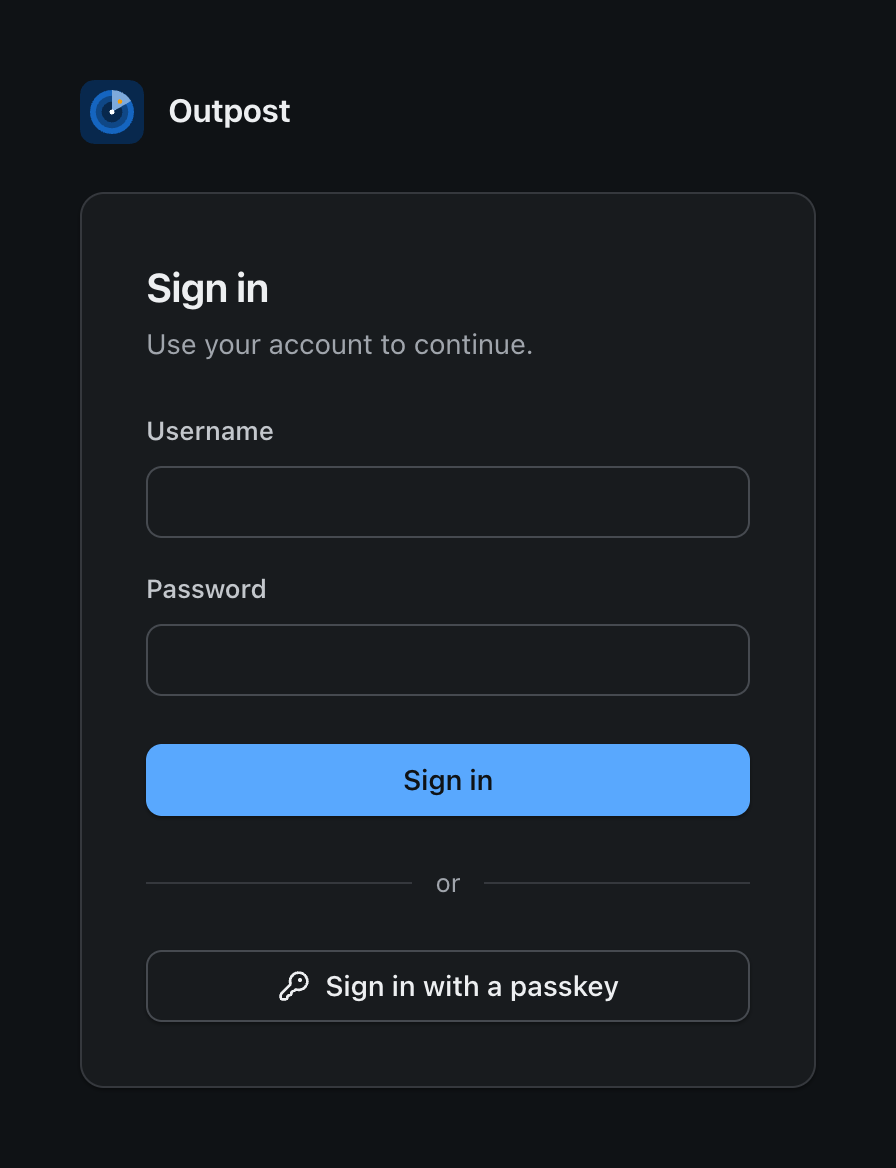 Outpost
Sign in
Use your account to continue.
Username
Password
Sign in
or
Sign in with a passkey